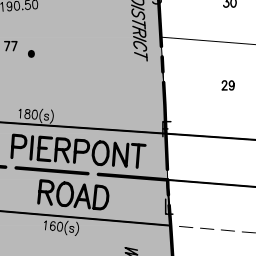 190.50
30
DISTRICT
77
29
180(s)
PIERPONT
ROAD
160(s)